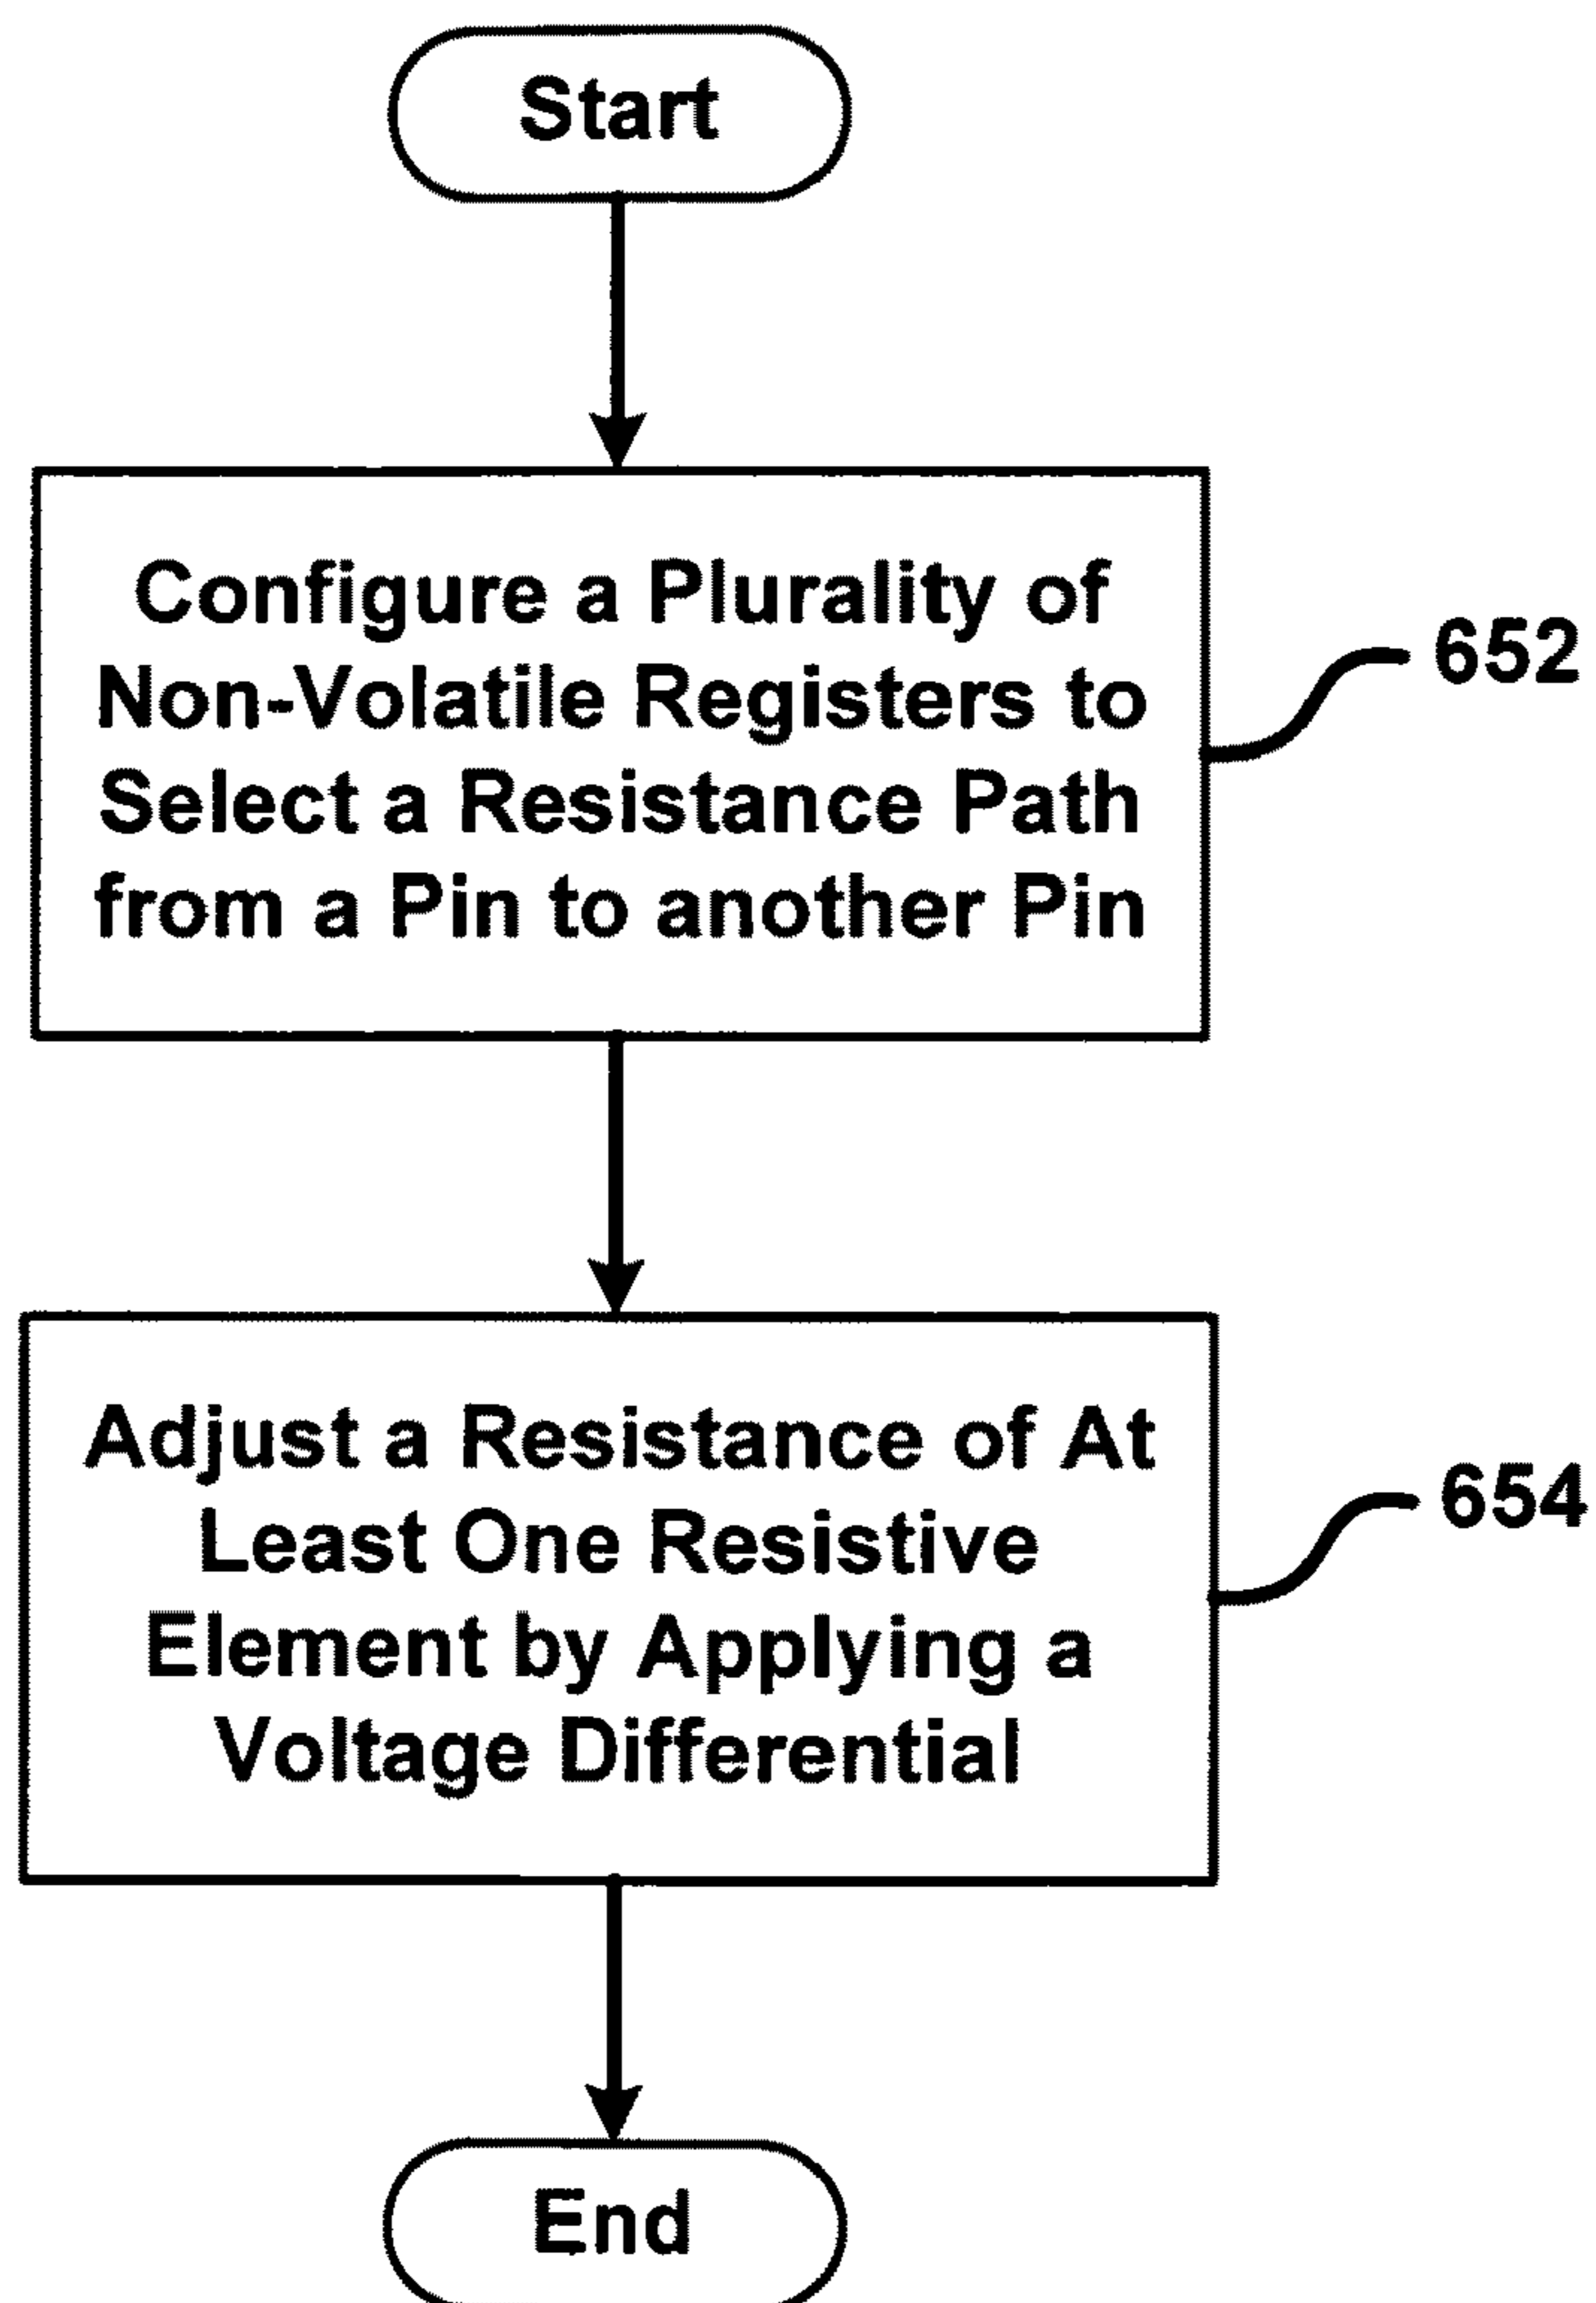 Start
Configure a Plurality of
Non-Volatile Registers to
Select a Resistance Path
from a Pin to another Pin
652
Adjust a Resistance of At
Least One Resistive
Element by Applying a
Voltage Differential
654
End